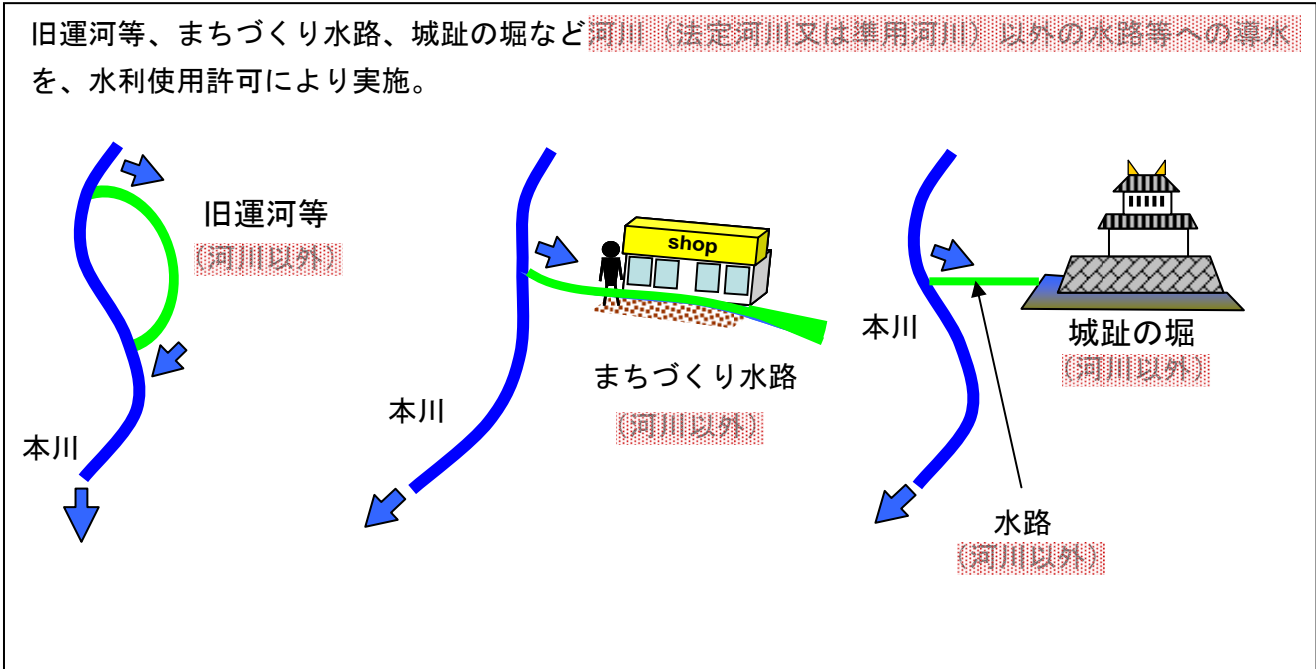 旧運河等、まちづくり水路、城趾の堀など河川（法定河川又は準用河川）以外の水路等への導水
を、水利使用許可により実施。
旧運河等
（河川以外）
本川
shop
まちづくり水路
（河川以外）
本川
本川
城趾の堀
（河川以外）
水路
（河川以外）